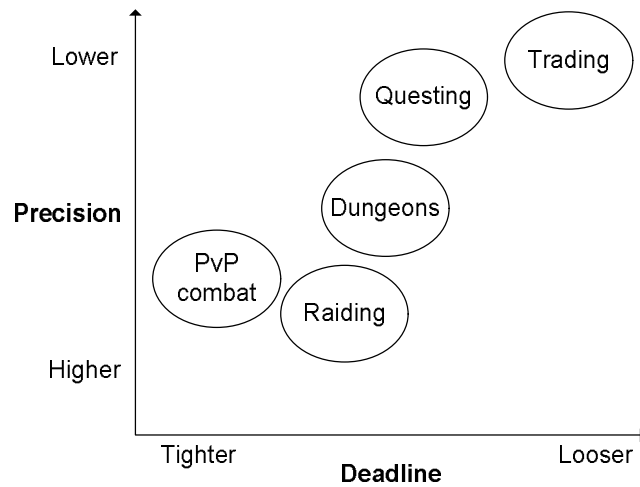 Lower
Trading
Questing
Precision
Dungeons
PvP
combat
Raiding
Higher
Tighter
Looser
Deadline